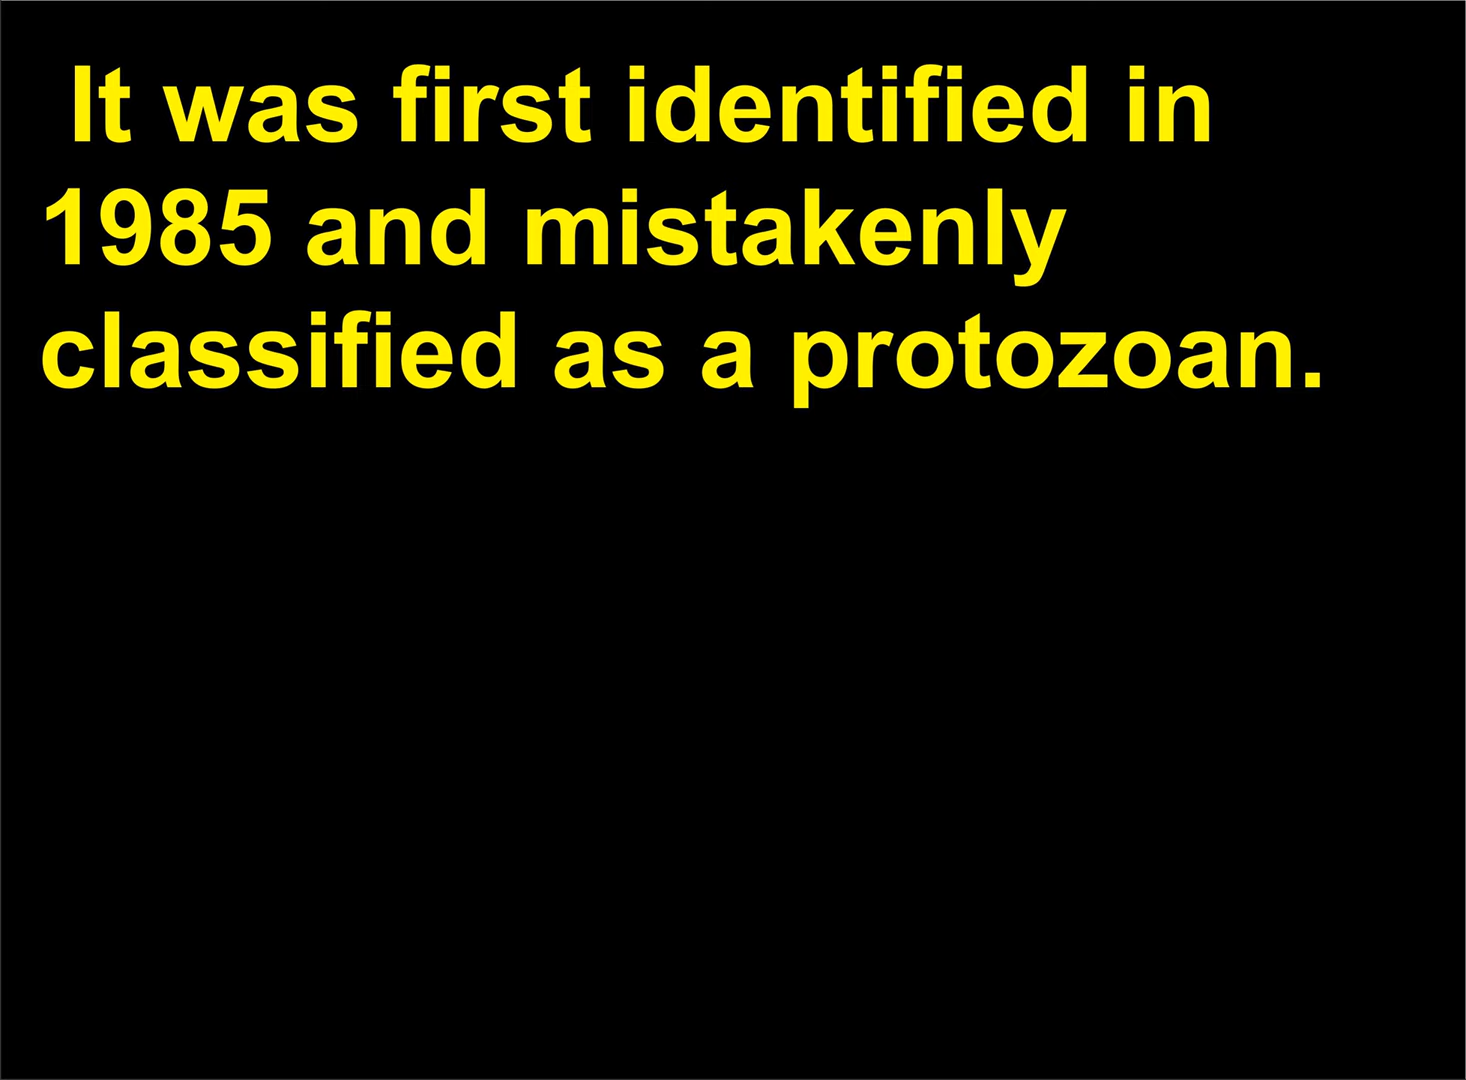 It was first identified in
1985 and mistakenly
classified as a protozoan.